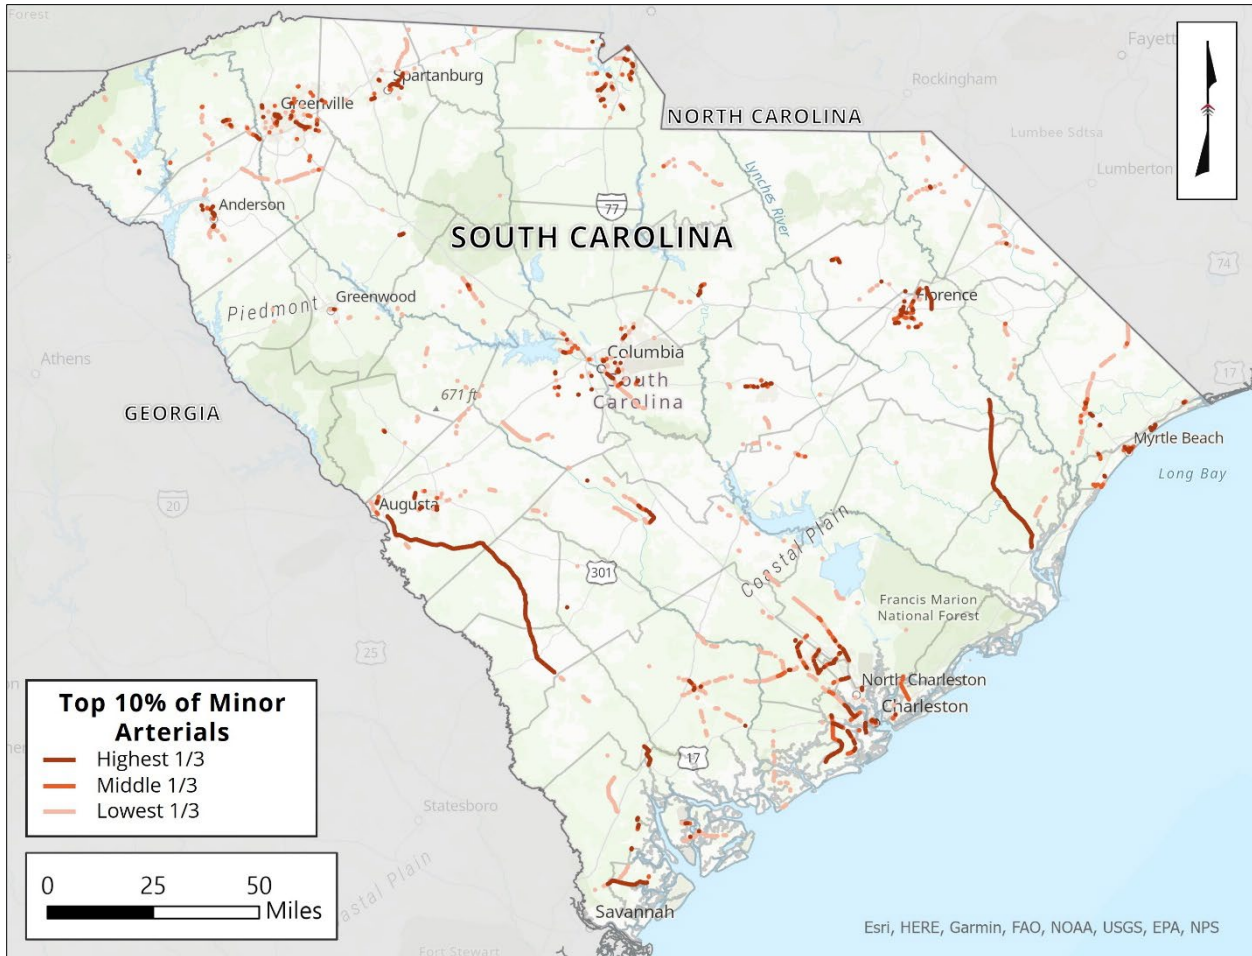 Forest
Fayett
Rockingham
Spartanburg
Greenville
NORTH CAROLINA
Lumbee Sdtsa
Lumberton
Lynches River
Anderson
77
SOUTH CAROLINA
74
Piedmont
Greenwood
Florence
Athens
Columbia
South
Carolina
17
671 ft
GEORGIA
Myrtle Beach
Long Bay
20
Augusta
Coastal Plain
301
Francis Marion
National Forest
25
North Charleston
Charleston
Top 10% of Minor
Arterials
Highest 1/3
Middle 1/3
Lowest 1/3
17
Statesboro
0 25 50
Miles
oastal Plain
Savannah
Fort Stewart
Esri, HERE, Garmin, FAO, NOAA, USGS, EPA, NPS